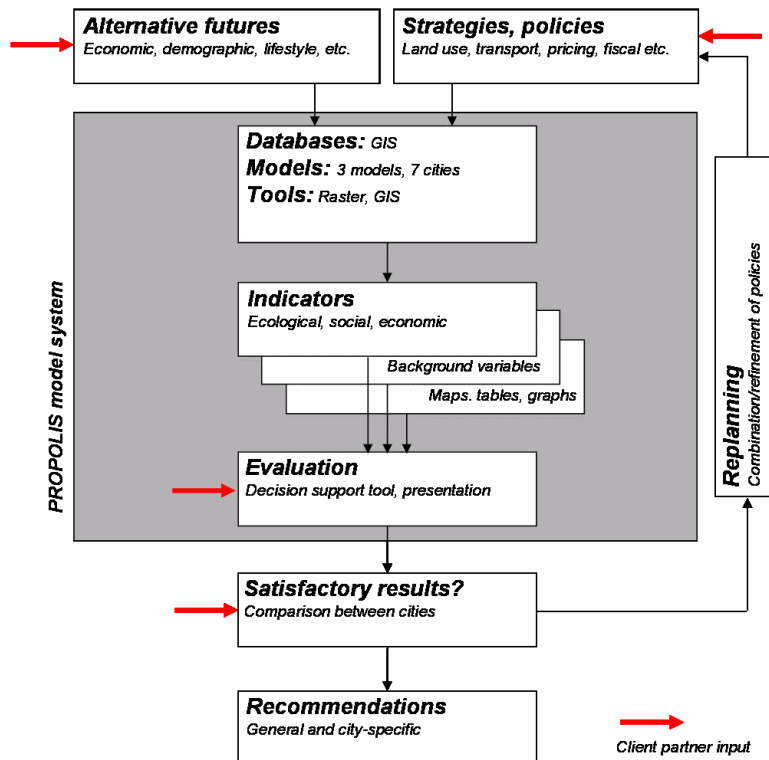 Alternative futures
Economic, demographic, lifestyle, etc.
Strategies, policies
Land use, transport, pricing, fiscal etc.
Databases: GIS
Models: 3 models, 7 cities
Tools: Raster, GIS
Indicators
Ecological, social, economic
Background variables
Maps. tables, graphs
PROPOLIS model system
Evaluation
Decision support tool, presentation
Replanning
Combination/refinement of policies
Satisfactory results?
Comparison between cities
Recommendations
General and city-specific
Client partner input